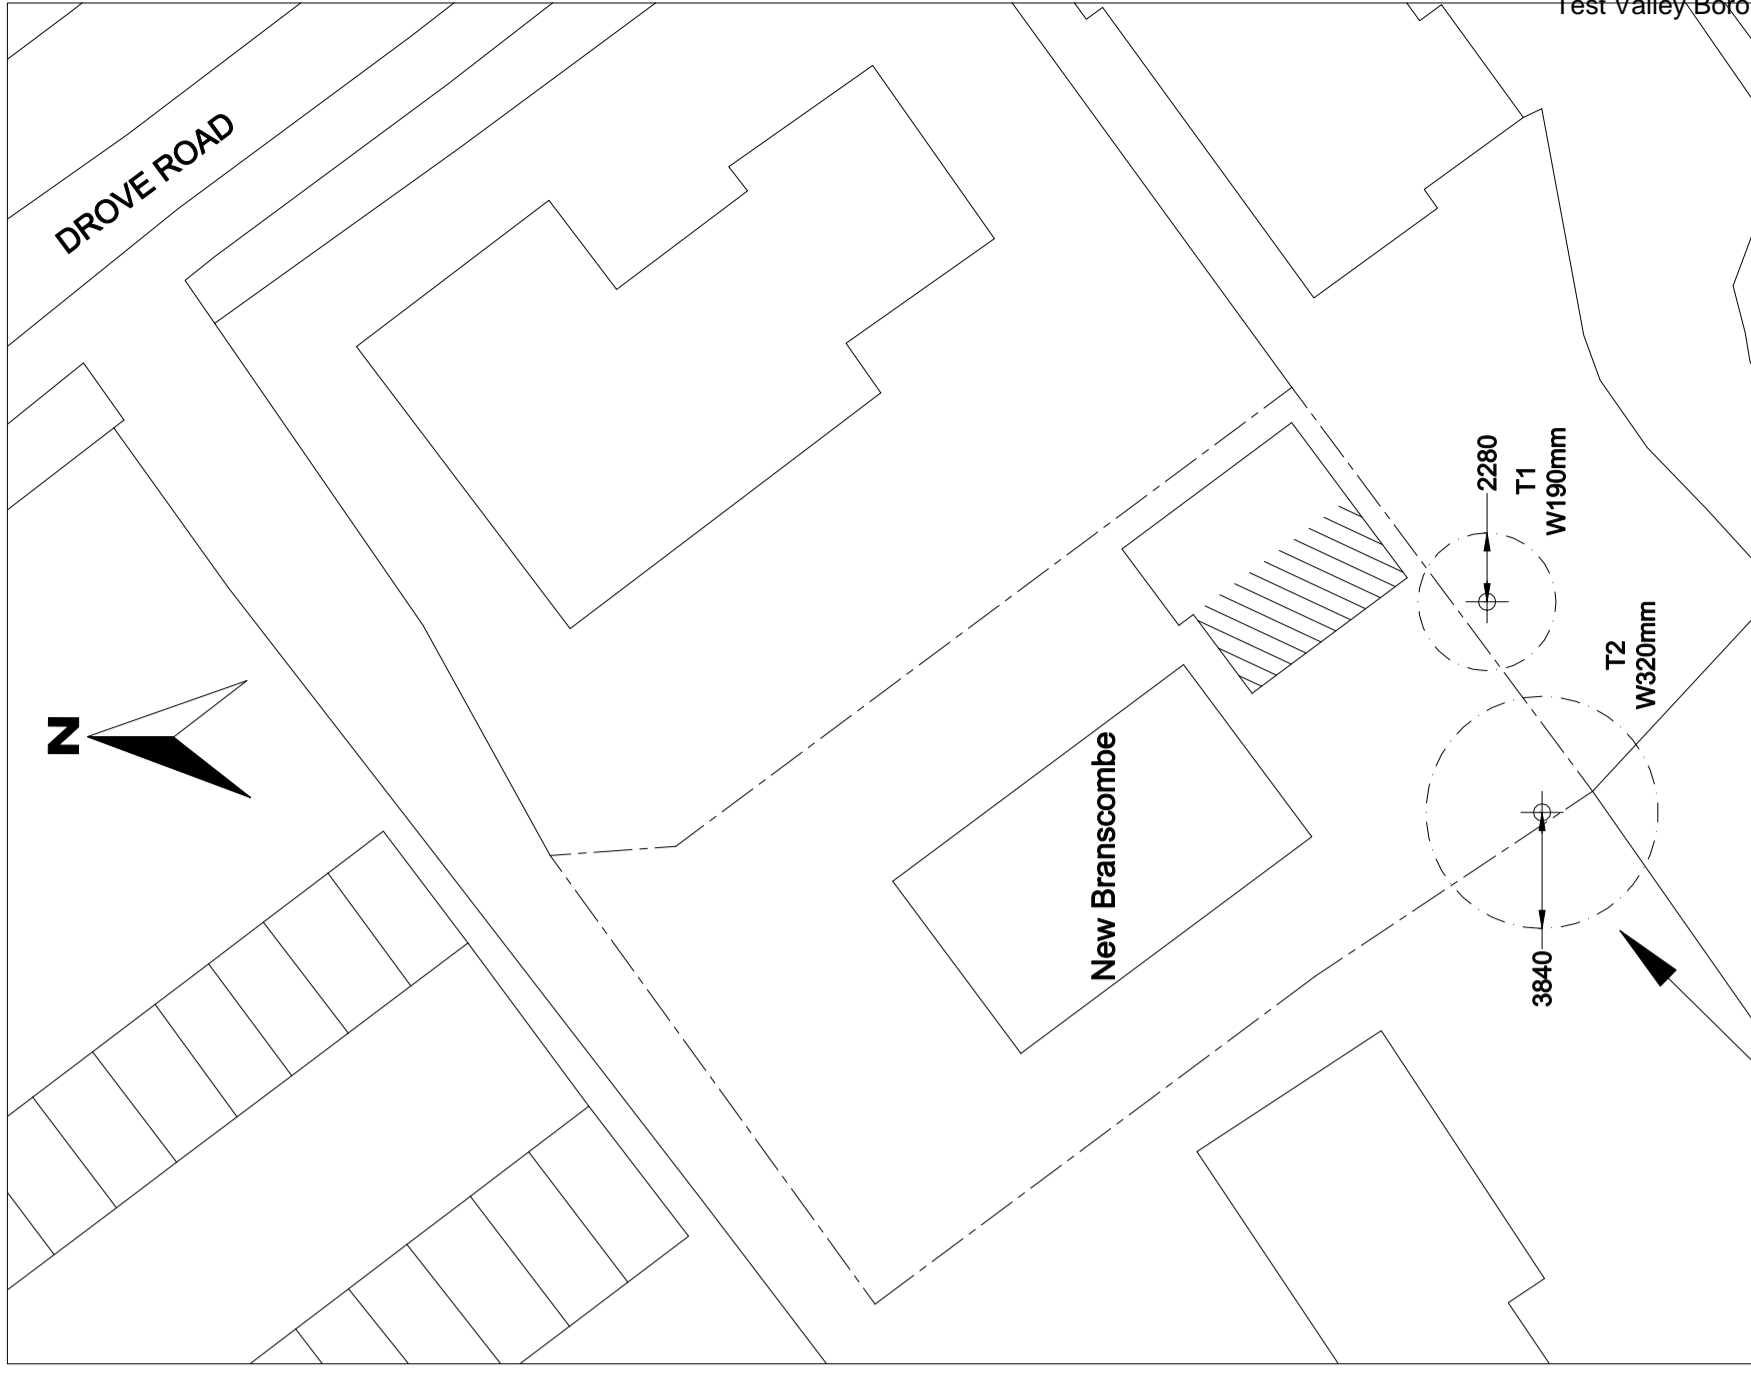 Test Valley Boro
DROVE ROAD
N
2280
T1
W190mm
T2
W320mm
New Branscombe
3840